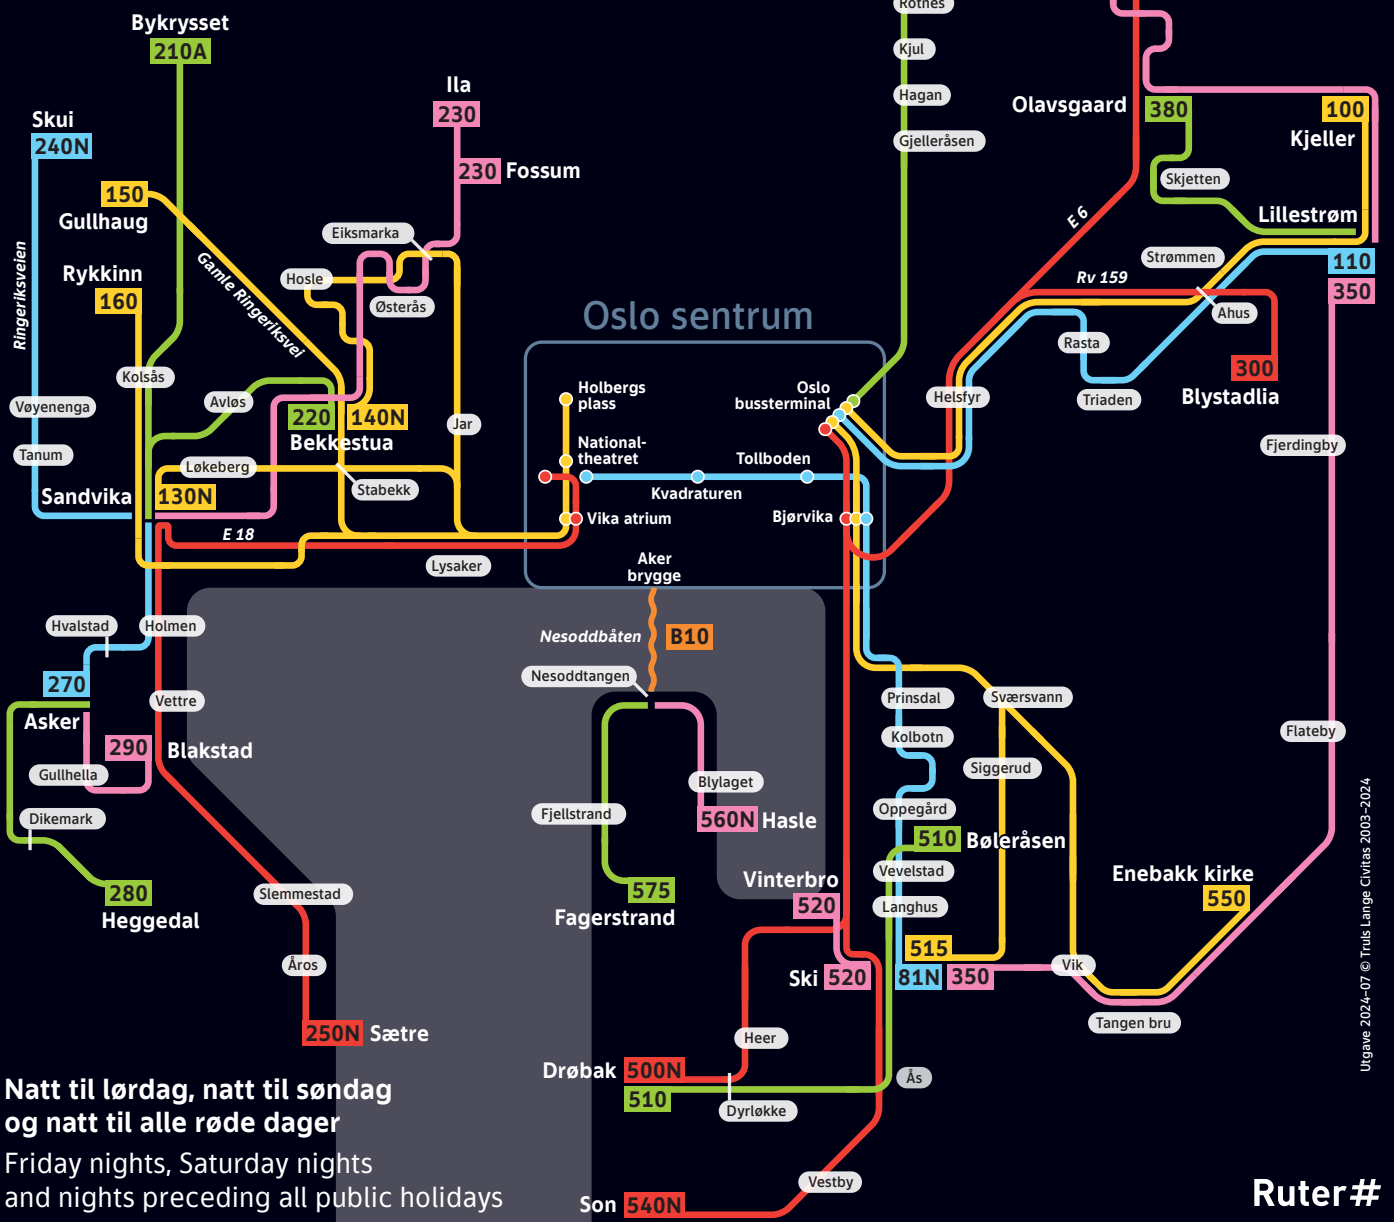 Bykrysset
210A
Skui
240N
Ila
230
230 Fossum
150
Gullhaug
Rykkinn
160
Ringeriksveien
Gamle Ringeriksvei
Eiksmarka
Hosle
Østerås
Kolsås
Vøyenenga
Tanum
Avløs
220
140N
Bekkestua
Jar
Løkeberg
Sandvika
130N
Stabekk
E 18
Lysaker
Rotnes
Kjul
Hagan
Gjelleråsen
Olavsgaard
380
100
Kjeller
Skjetten
Lillestrøm
E 6
Strømmen
110
350
Rv 159
Ahus
Rasta
300
Blystadlia
Triaden
Helsfyr
Fjerdingby
Oslo sentrum
Holbergs
plass
Oslo
bussterminal
National-
theatret
Tollboden
Kvadraturen
Vika atrium
Bjørvika
Aker
brygge
Nesoddbåten
B10
Nesoddtangen
Hvalstad
Holmen
270
Asker
Vettre
290 Blakstad
Gullhella
Dikemark
280
Heggedal
Slemmestad
Åros
250N Sætre
Blylaget
Fjellstrand
560N Hasle
575
Fagerstrand
Prinsdal
Sværsvann
Kolbotn
Siggerud
Flateby
Oppegård
510 Bøleråsen
Vevelstad
Vinterbro
520
Langhus
Enebakk kirke
550
515
Ski 520
81N
350
Vik
Tangen bru
Heer
Drøbak 500N
510
Ås
Dyrløkke
Vestby
Son 540N
Natt til lørdag, natt til søndag
og natt til alle røde dager
Friday nights, Saturday nights
and nights preceding all public holidays
Utgave 2024-07 © Truls Lange Civitas 2003-2024
Ruter#